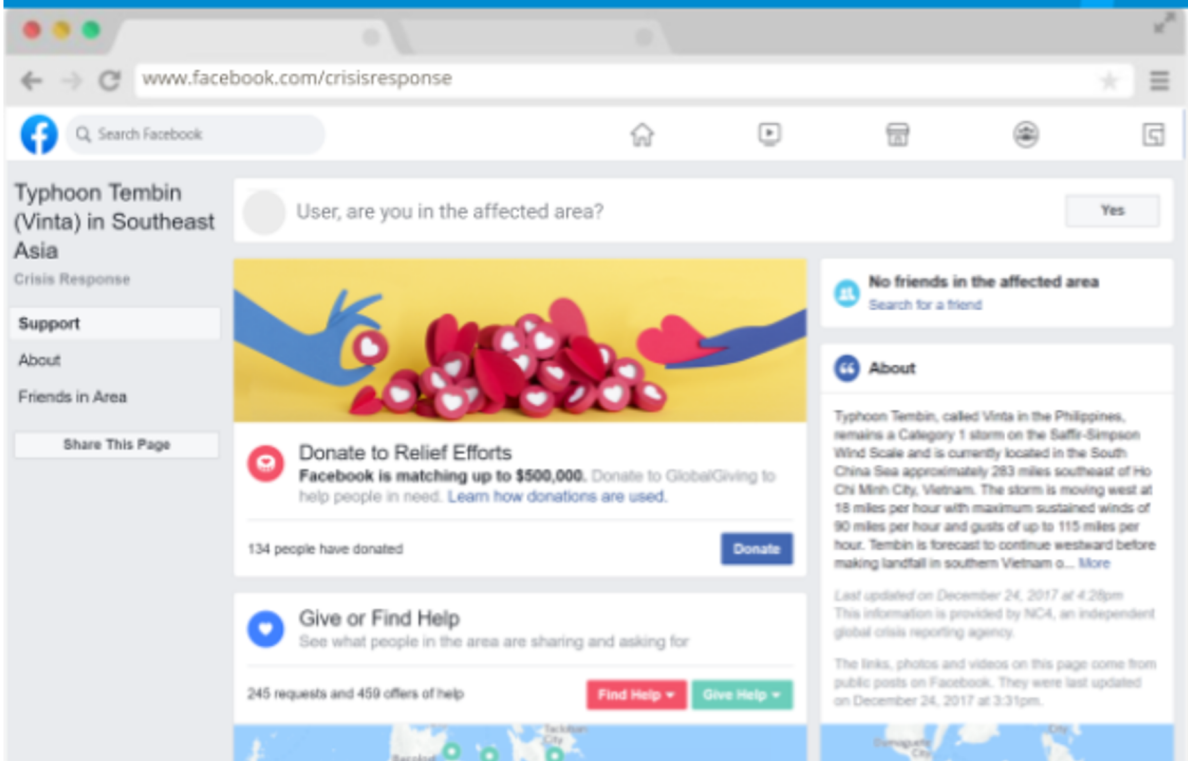 www.facebook.com/crisisresponse
Search Facebook
Typhoon Tembin
(Vinta) in Southeast
Asia
Crisis Response
Support
About
Friends in Area
Share This Page
User, are you in the affected area?
Yes
Donate to Relief Efforts
Facebook is matching up to $500,000. Donate to GlobalGiving to
help people in need. Learn how donations are used.
134 people have donated
Donate
Give or Find Help
See what people in the area are sharing and asking for
245 requests and 459 offers of help
Find Help
Give Help
Tacloban
City
Bacolod
No friends in the affected area
Search for a friend
About
Typhoon Tembin, called Vinta in the Philippines,
remains a Category 1 storm on the Saffir-Simpson
Wind Scale and is currently located in the South
China Sea approximately 283 miles southeast of Ho
Chi Minh City, Vietnam. The storm is moving west at
18 miles per hour with maximum sustained winds of
90 miles per hour and gusts of up to 115 miles per
hour. Tembin is forecast to continue westward before
making landfall in southern Vietnam o... More
Last updated on December 24, 2017 at 4:28pm
This information is provided by NC4, an independent
global crisis reporting agency.
The links, photos and videos on this page come from
public posts on Facebook. They were last updated
on December 24, 2017 at 3:31pm.
Dumaguete
City
City